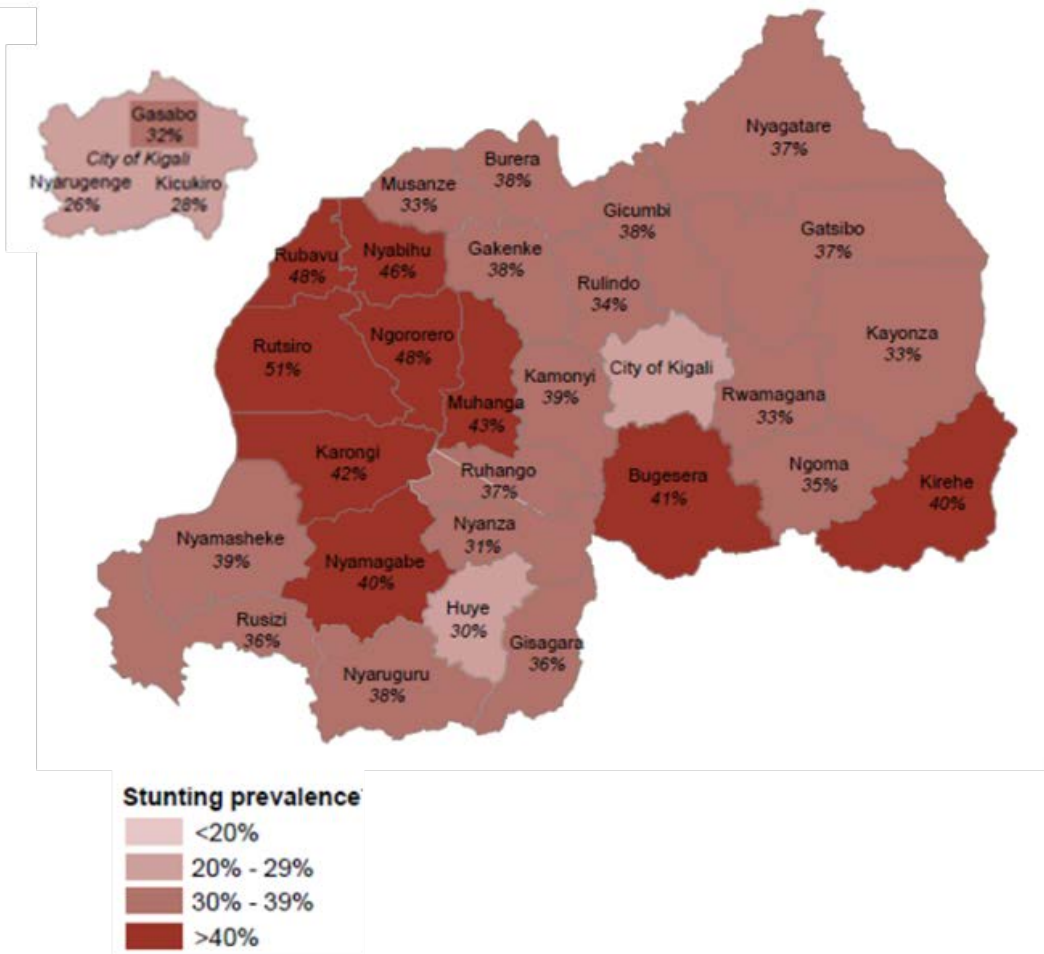 Gasabo
32%
City of Kigali
Nyarugenge
26%
Kicukiro
28%
Nyagatare
37%
Burera
38%
Musanze
33%
Gicumbi
38%
Gatsibo
37%
Gakenke
38%
Nyabihu
46%
Rubavu
48%
Rulindo
34%
Kayonza
33%
Ngororero
48%
Rutsiro
51%
City of Kigali
Kamonyi
39%
Rwamagana
33%
Muhanga
43%
Karongi
42%
Ruhango
37%
Bugesera
41%
Ngoma
35%
Kirehe
40%
Nyanza
31%
Nyamasheke
39%
Nyamagabe
40%
Huye
30%
Rusizi
36%
Gisagara
36%
Nyaruguru
38%
Stunting prevalence
<20%
20% - 29%
30% - 39%
>40%